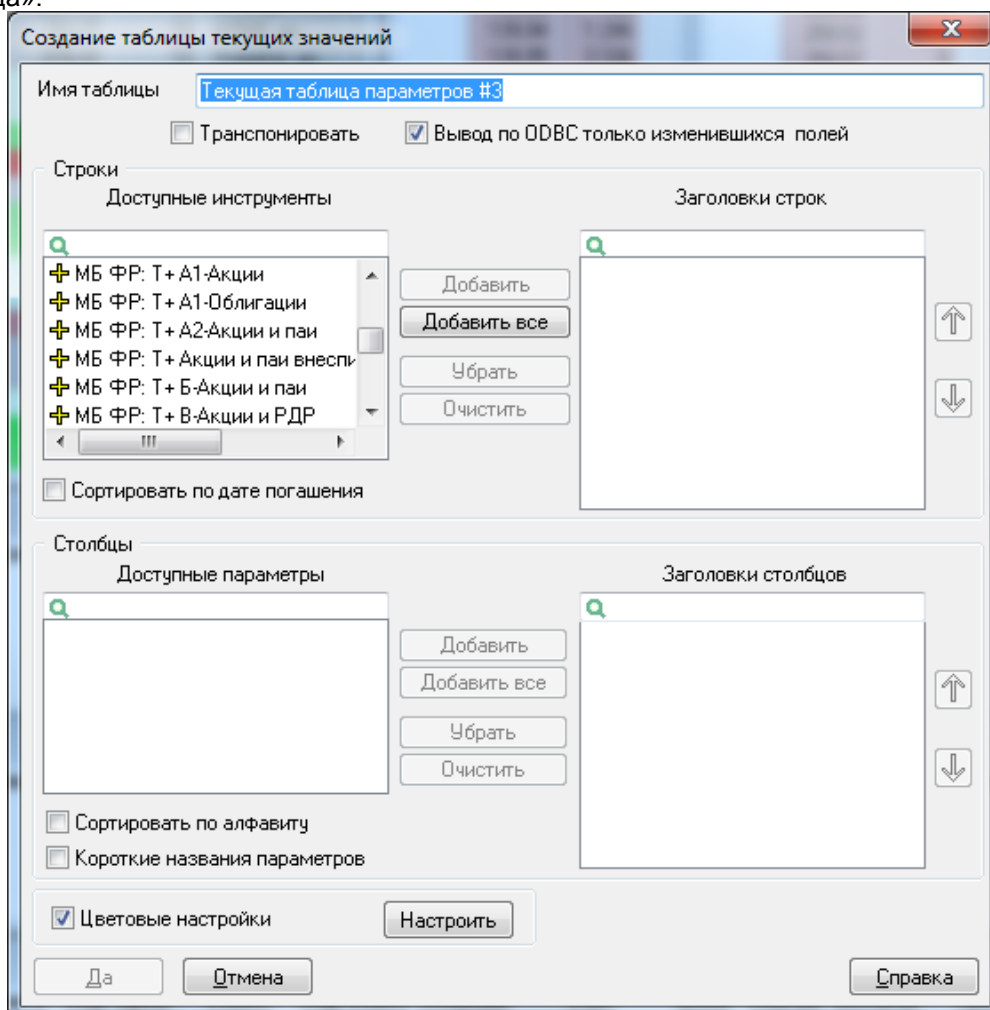 да».
Создание таблицы текущих значений
Имя таблицы Текущая таблица параметров #3
Транспонировать Вывод по ODBC только изменившихся полей
Строки
Доступные инструменты Заголовки строк
МБ ФР: Т+ А1-Акции
МБ ФР: Т+ А1-Облигации
МБ ФР: Т+ А2-Акции и паи
МБ ФР: Т+ Акции и паи внеспи
МБ ФР: Т+ Б-Акции и паи
МБ ФР: Т+ В-Акции и РДР
Добавить
Добавить все
Убрать
Очистить
Сортировать по дате погашения
Столбцы
Доступные параметры Заголовки столбцов
Добавить
Добавить все
Убрать
Очистить
Сортировать по алфавиту
Короткие названия параметров
Цветовые настройки Настроить
Да Отмена Справка